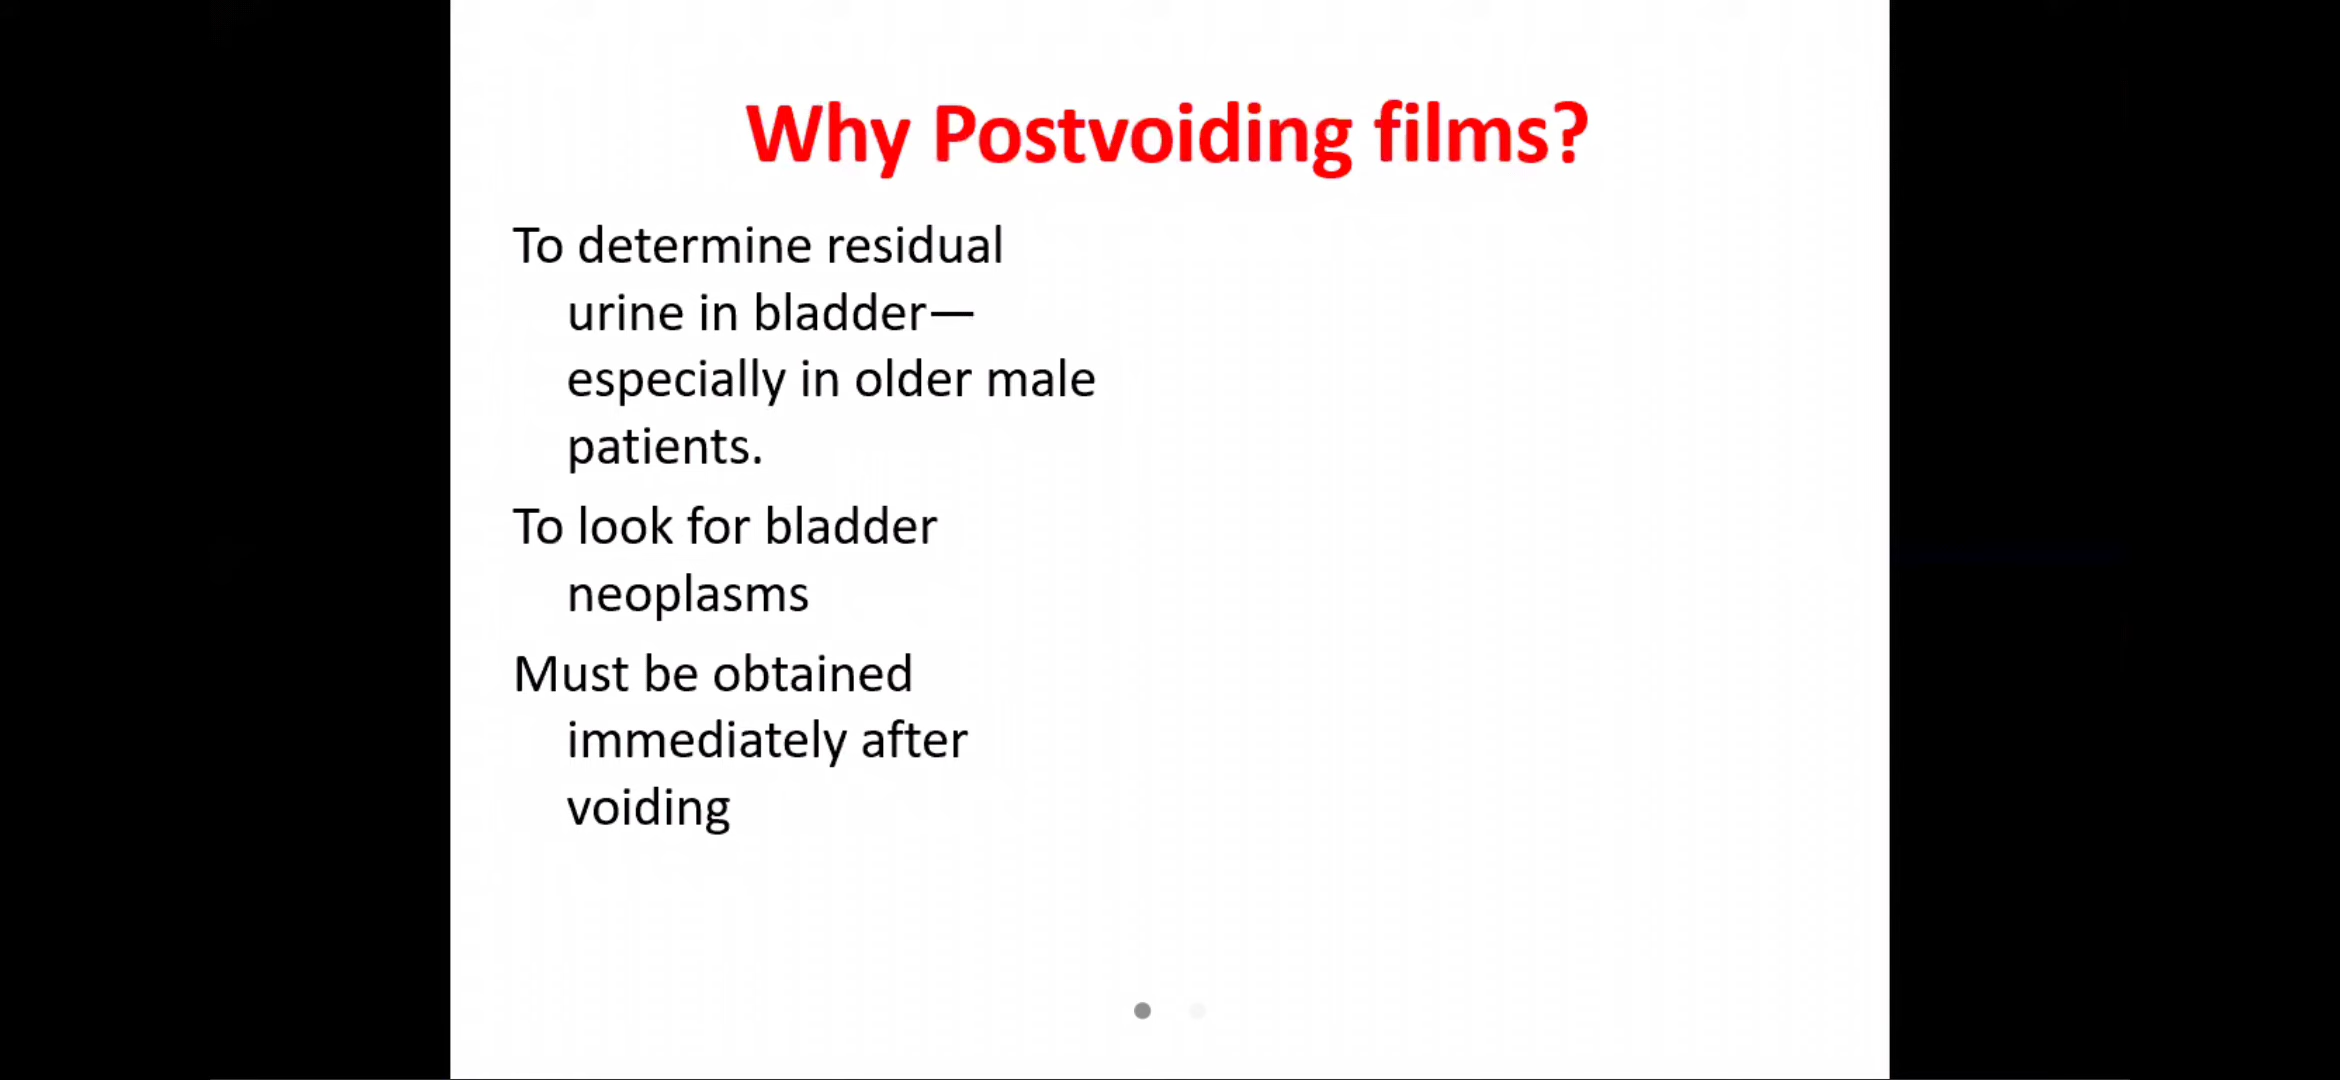 Why Postvoiding films?
To determine residual
urine in bladder—
especially in older male
patients.
To look for bladder
neoplasms
Must be obtained
immediately after
voiding